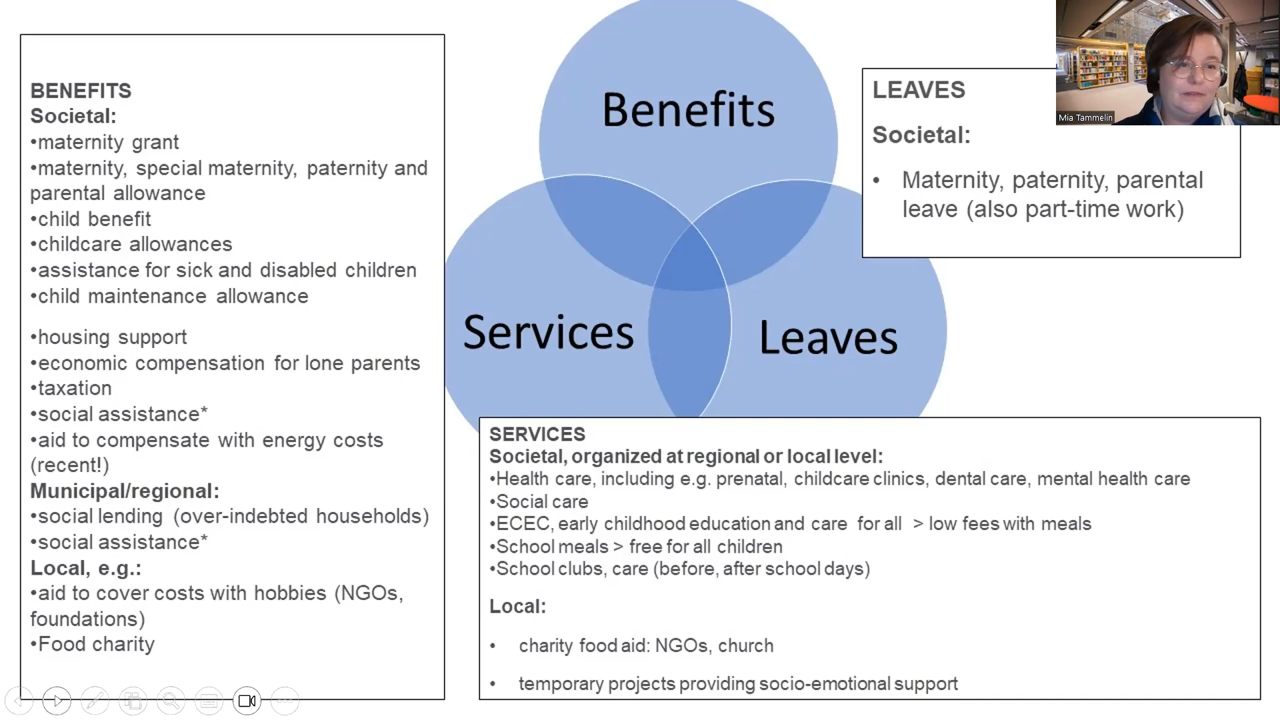 BENEFITS
Societal:
•maternity grant
•maternity, special maternity, paternity and
parental allowance
•child benefit
•childcare allowances
•assistance for sick and disabled children
•child maintenance allowance
•housing support
•economic compensation for lone parents
•taxation
•social assistance*
•aid to compensate with energy costs
(recent!)
Municipal/regional:
•social lending (over-indebted households)
•social assistance*
Local, e.g.:
•aid to cover costs with hobbies (NGOs,
foundations)
•Food charity
Benefits
Services
Leaves
LEAVES
Societal:
• Maternity, paternity, parental
leave (also part-time work)
Mia Tammelin
SERVICES
Societal, organized at regional or local level:
•Health care, including e.g. prenatal, childcare clinics, dental care, mental health care
•Social care
•ECEC, early childhood education and care for all > low fees with meals
•School meals > free for all children
•School clubs, care (before, after school days)
Local:
• charity food aid: NGOs, church
• temporary projects providing socio-emotional support